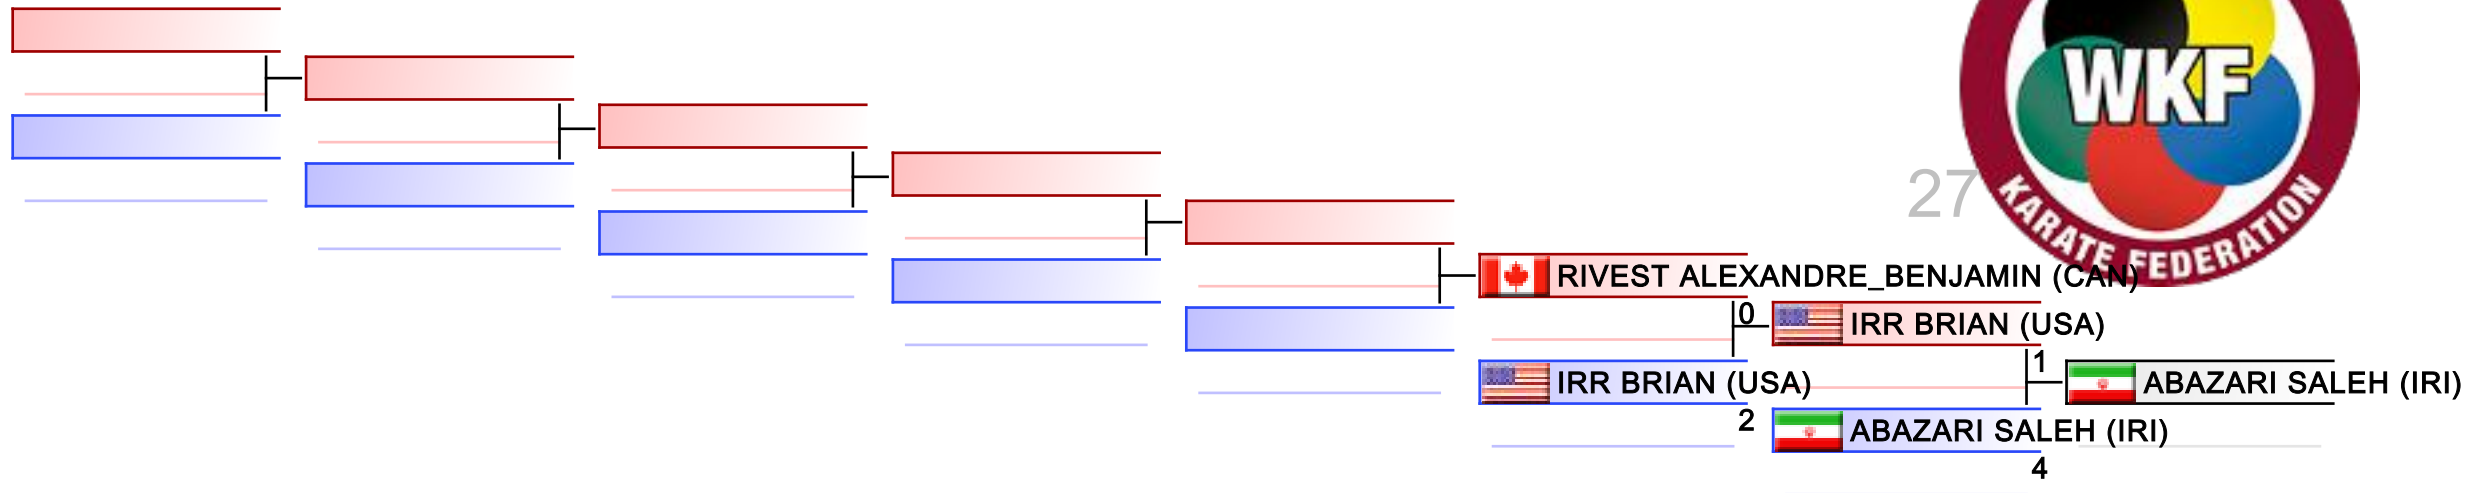 WKF
KARATE FEDERATION
27
RIVEST ALEXANDRE_BENJAMIN (CAN)
0
IRR BRIAN (USA)
1
IRR BRIAN (USA)
ABAZARI SALEH (IRI)
2
ABAZARI SALEH (IRI)
4